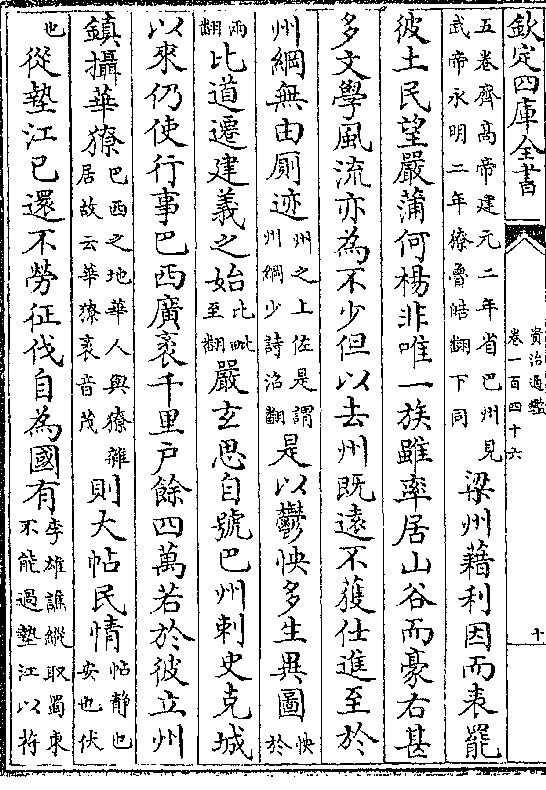 欽定四庫全書
資治通鑑
卷一百四十六
十
五卷齊髙帝建元二年省巴州見
武帝永明二年獠魯皓翻下同
梁州藉利因而表罷
彼土民望嚴蒲何楊非唯一族雖率居山谷而豪右甚
多文學風流亦為不少但以去州既逺不獲仕進至於
州綱無由厠迹
州之上佐是謂
州綱少詩沼翻
是以鬱怏多生異圖
怏
於
兩
翻
比道遷建義之始
比毗
至翻
嚴玄思自號巴州刺史克城
以來仍使行事巴西廣袤千里户餘四萬若於彼立州
鎮攝華獠
巴西之地華人與獠雜
居故云華獠袤音茂
則大帖民情
帖静也
安也伏
也
從墊江已還不勞征伐自為國有
李雄譙縱取蜀東
不能過墊江以苻